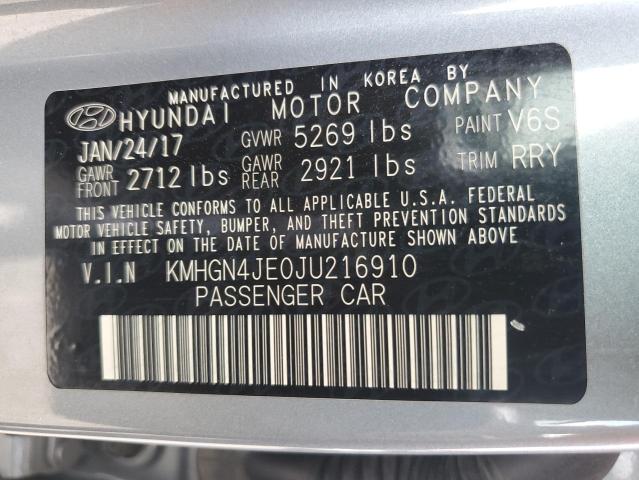 MANUFACTURED IN KOREA BY
HYUNDAI MOTOR COMPANY
JAN/24/17 GVWR 5269 lbs PAINT V6S
GAWR FRONT 2712 lbs GAWR REAR 2921 lbs TRIM RRY
THIS VEHICLE CONFORMS TO ALL APPLICABLE U.S.A. FEDERAL
MOTOR VEHICLE SAFETY, BUMPER, AND THEFT PREVENTION STANDARDS
IN EFFECT ON THE DATE OF MANUFACTURE SHOWN ABOVE
V.I.N KMHGN4JE0JU216910
PASSENGER CAR